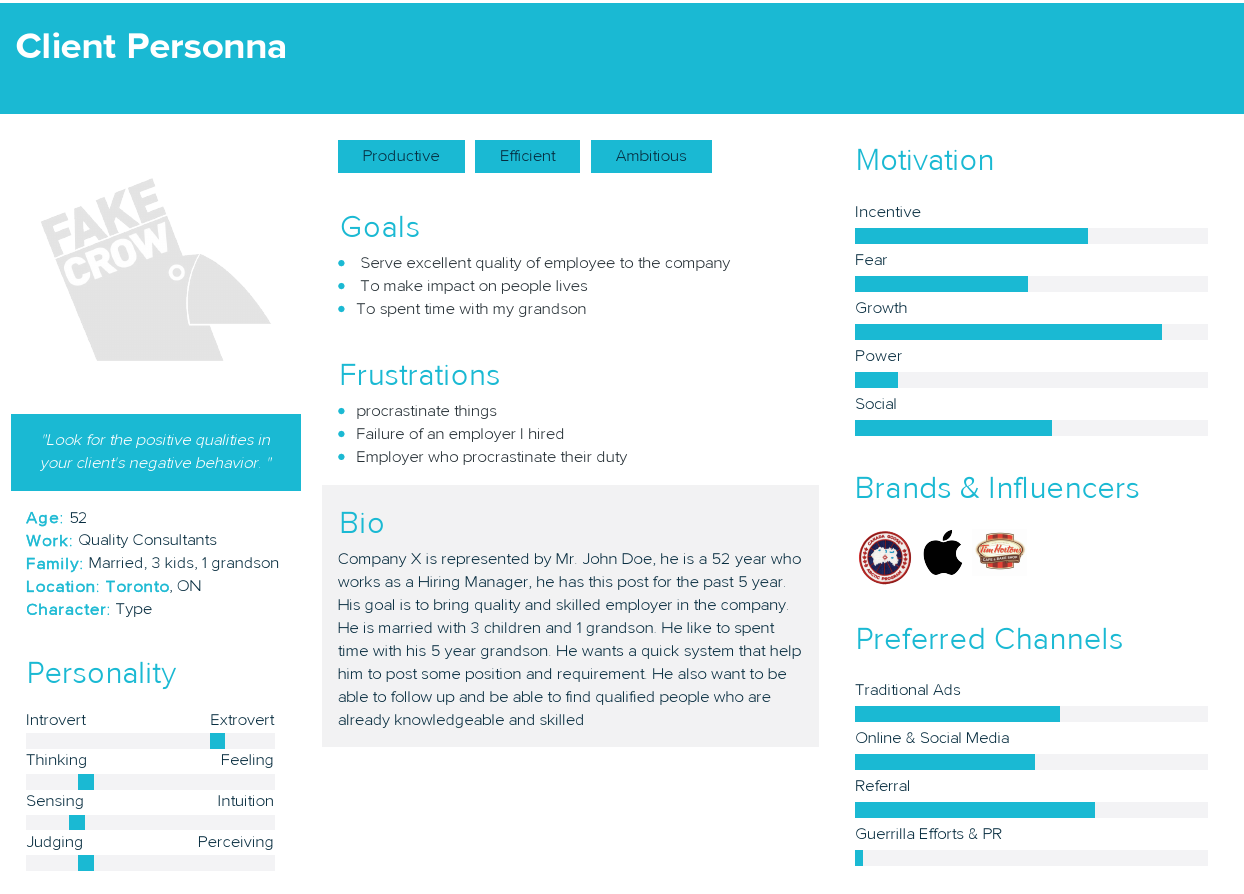 Client Personna
FAKE
CROW
"Look for the positive qualities in
your client's negative behavior. "
Age: 52
Work: Quality Consultants
Family: Married, 3 kids, 1 grandson
Location: Toronto, ON
Character: Type
Personality
Introvert Extrovert
Thinking Feeling
Sensing Intuition
Judging Perceiving
Productive Efficient Ambitious
Goals
Serve excellent quality of employee to the company
To make impact on people lives
To spent time with my grandson
Frustrations
procrastinate things
Failure of an employer I hired
Employer who procrastinate their duty
Bio
Company X is represented by Mr. John Doe, he is a 52 year who
works as a Hiring Manager, he has this post for the past 5 year.
His goal is to bring quality and skilled employer in the company.
He is married with 3 children and 1 grandson. He like to spent
time with his 5 year grandson. He wants a quick system that help
him to post some position and requirement. He also want to be
able to follow up and be able to find qualified people who are
already knowledgeable and skilled
Motivation
Incentive
Fear
Growth
Power
Social
Brands & Influencers
CANADA GOOSE
ARCTIC PROGRAM
Tim Hortons
Preferred Channels
Traditional Ads
Online & Social Media
Referral
Guerrilla Efforts & PR